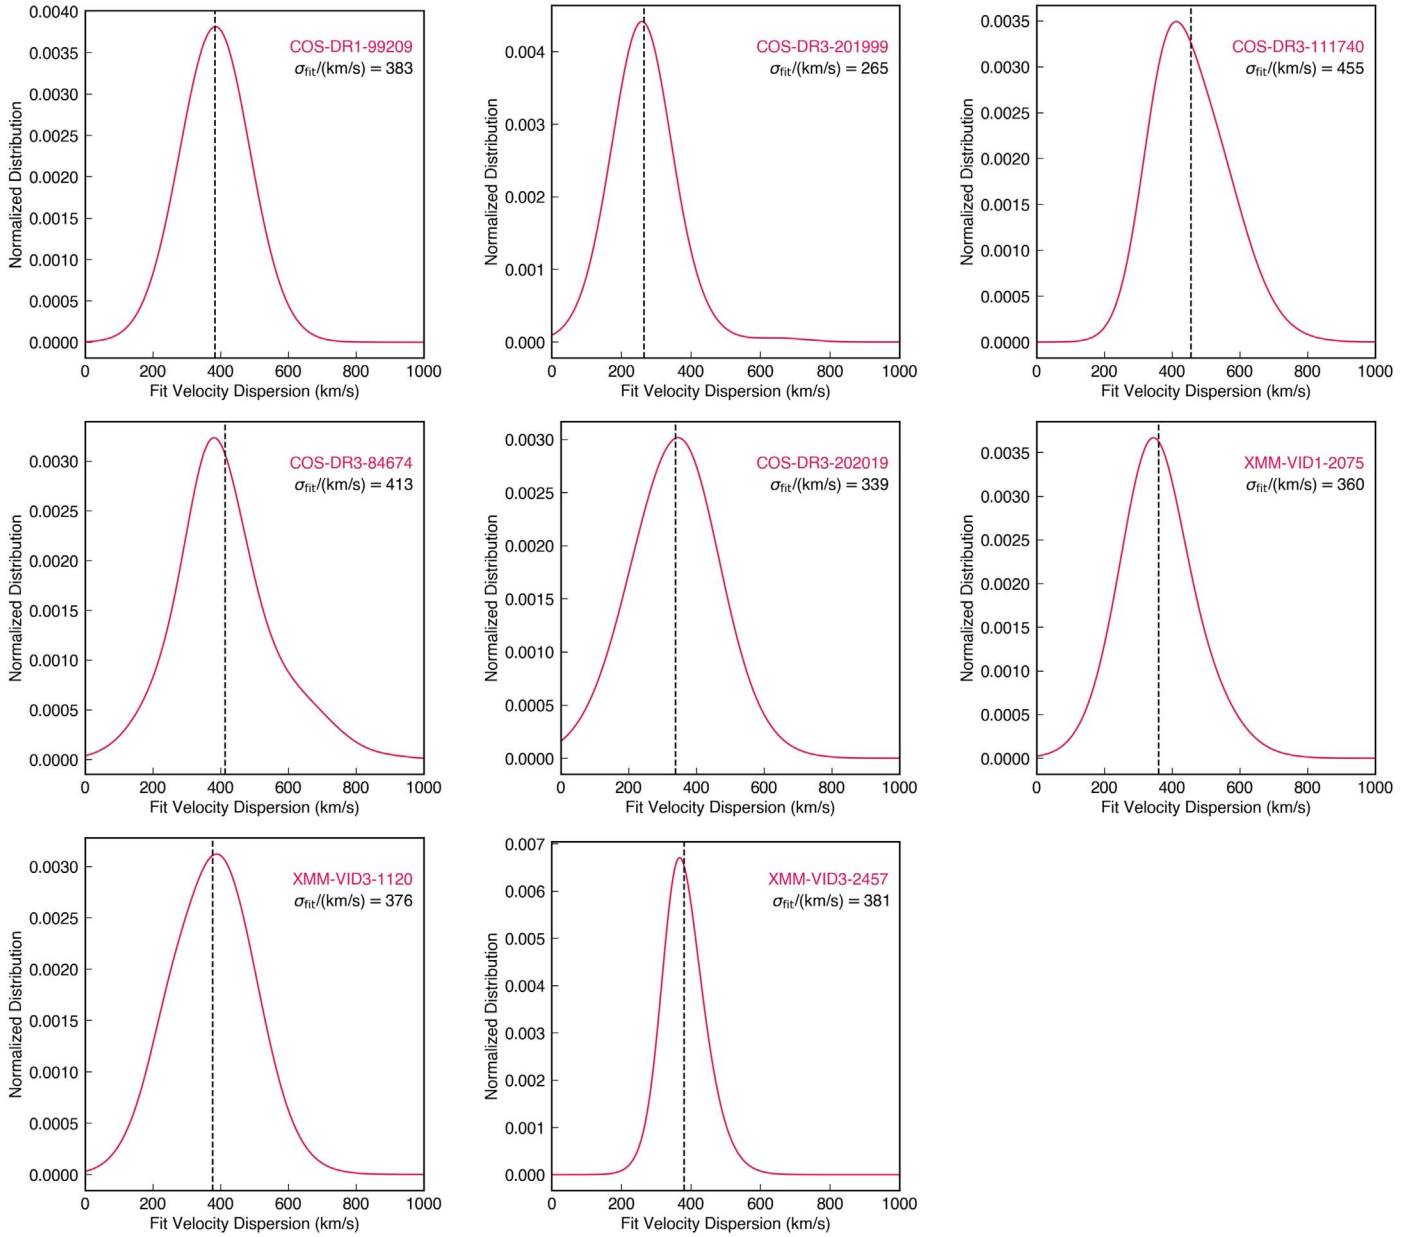 0.0040
0.0035
0.0030
0.0025
0.0020
0.0015
0.0010
0.0005
0.0000
Normalized Distribution
COS-DR1-99209
σfit/(km/s) = 383
0 200 400 600 800 1000
Fit Velocity Dispersion (km/s)
0.004
0.003
0.002
0.001
0.000
Normalized Distribution
COS-DR3-201999
σfit/(km/s) = 265
0 200 400 600 800 1000
Fit Velocity Dispersion (km/s)
0.0035
0.0030
0.0025
0.0020
0.0015
0.0010
0.0005
0.0000
Normalized Distribution
COS-DR3-111740
σfit/(km/s) = 455
0 200 400 600 800 1000
Fit Velocity Dispersion (km/s)
0.0030
0.0025
0.0020
0.0015
0.0010
0.0005
0.0000
Normalized Distribution
COS-DR3-84674
σfit/(km/s) = 413
0 200 400 600 800 1000
Fit Velocity Dispersion (km/s)
0.0030
0.0025
0.0020
0.0015
0.0010
0.0005
0.0000
Normalized Distribution
COS-DR3-202019
σfit/(km/s) = 339
0 200 400 600 800 1000
Fit Velocity Dispersion (km/s)
0.0035
0.0030
0.0025
0.0020
0.0015
0.0010
0.0005
0.0000
Normalized Distribution
XMM-VID1-2075
σfit/(km/s) = 360
0 200 400 600 800 1000
Fit Velocity Dispersion (km/s)
0.0030
0.0025
0.0020
0.0015
0.0010
0.0005
0.0000
Normalized Distribution
XMM-VID3-1120
σfit/(km/s) = 376
0 200 400 600 800 1000
Fit Velocity Dispersion (km/s)
0.007
0.006
0.005
0.004
0.003
0.002
0.001
0.000
Normalized Distribution
XMM-VID3-2457
σfit/(km/s) = 381
0 200 400 600 800 1000
Fit Velocity Dispersion (km/s)